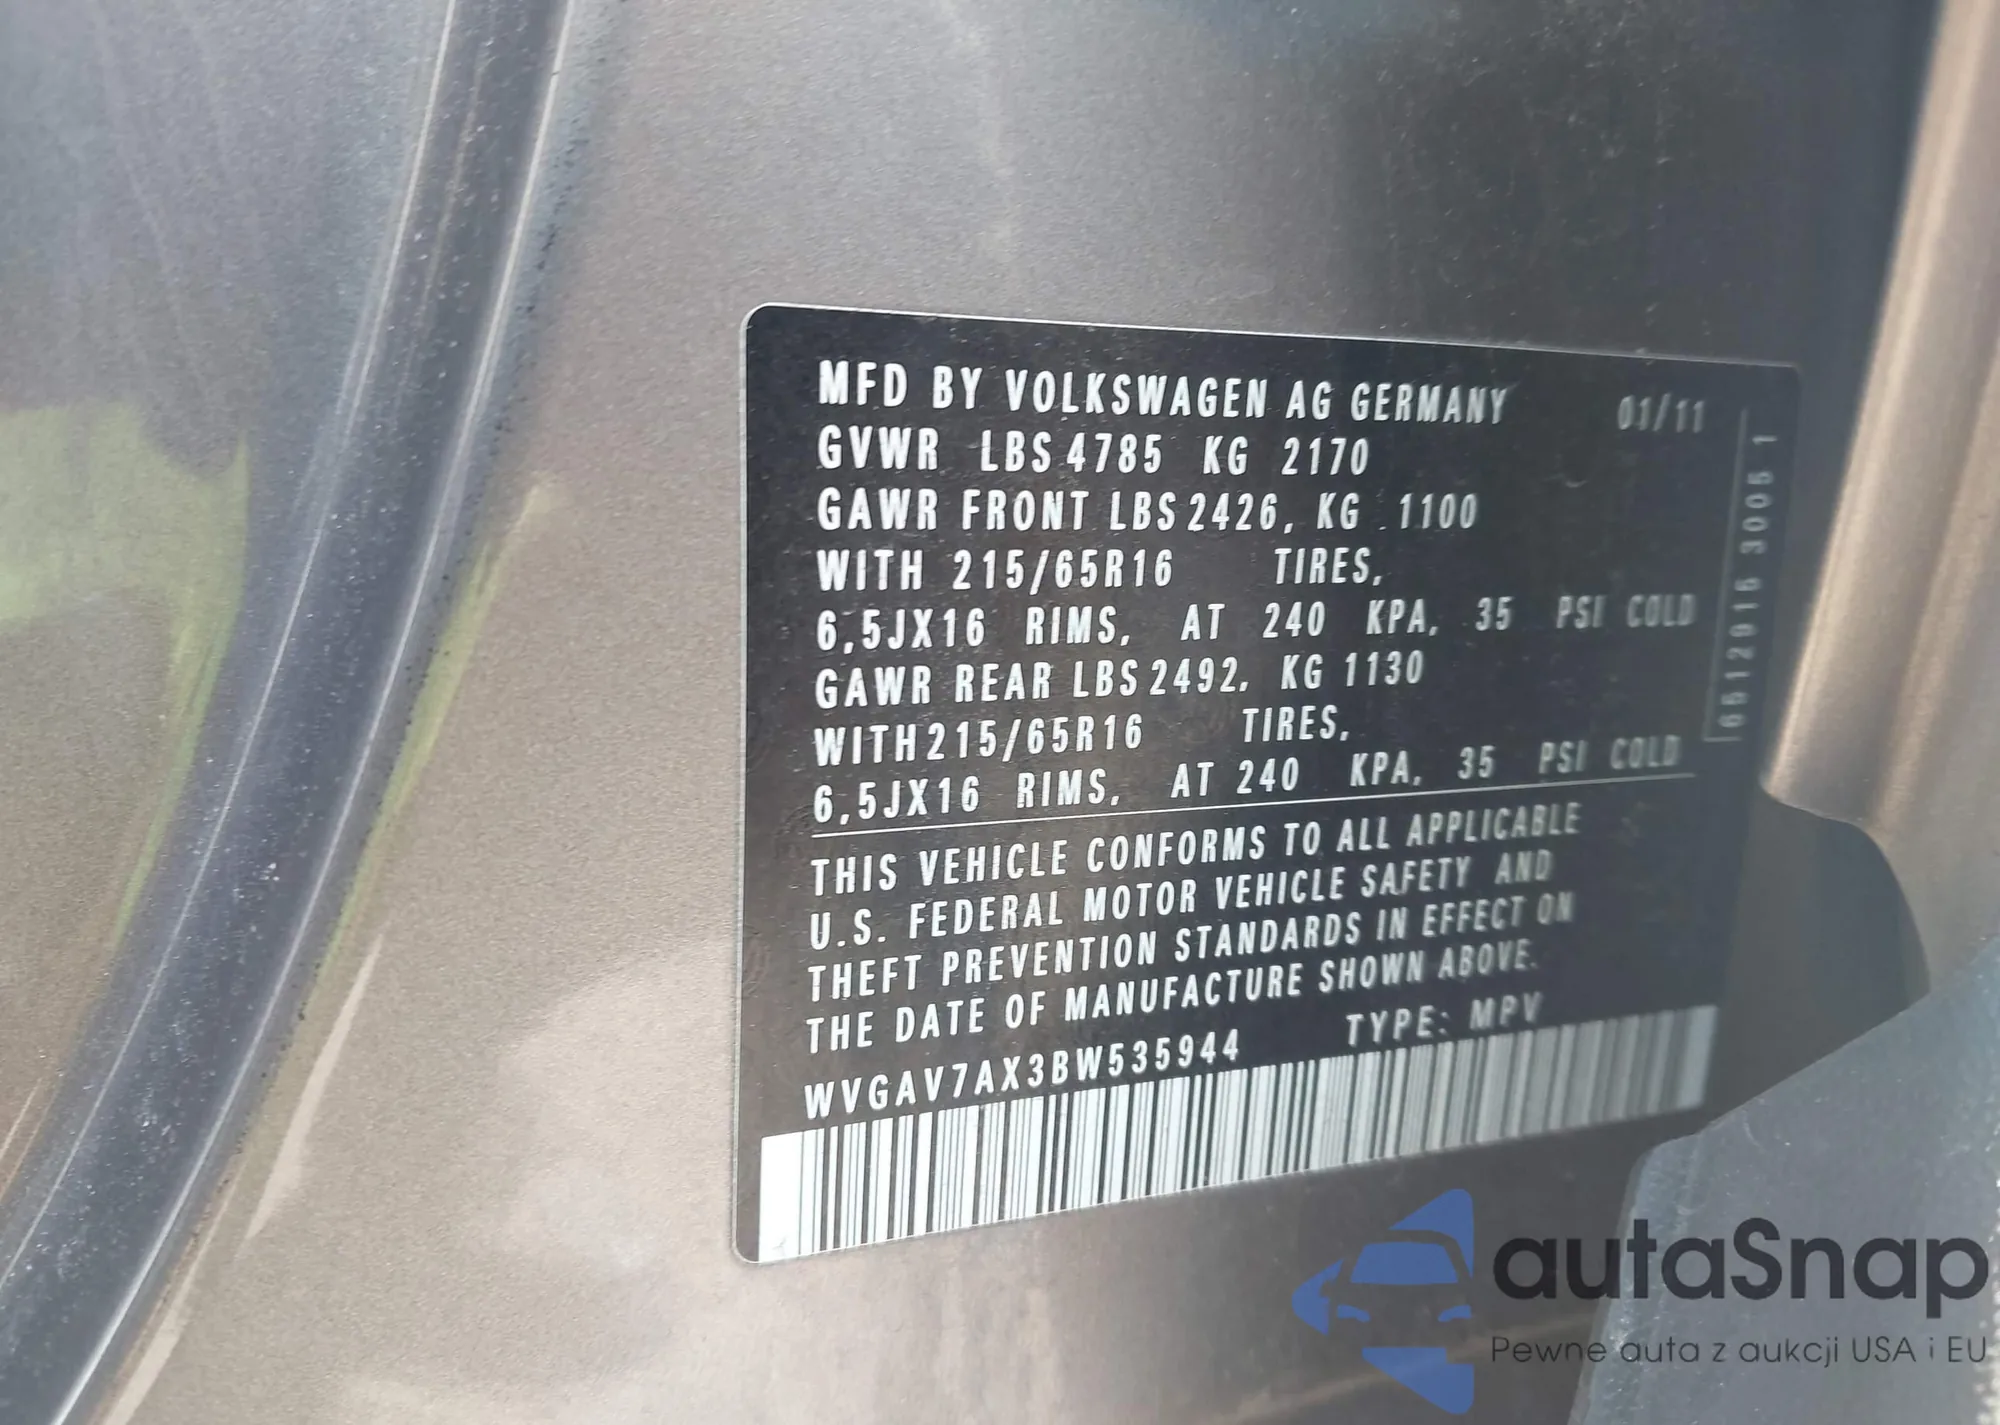 MFD BY VOLKSWAGEN AG GERMANY 01/11
GVWR LBS 4785 KG 2170
GAWR FRONT LBS 2426, KG 1100
WITH 215/65R16 TIRES,
6,5JX16 RIMS, AT 240 KPA, 35 PSI COLD
GAWR REAR LBS 2492, KG 1130
WITH 215/65R16 TIRES,
6,5JX16 RIMS, AT 240 KPA, 35 PSI COLD
THIS VEHICLE CONFORMS TO ALL APPLICABLE
U.S. FEDERAL MOTOR VEHICLE SAFETY AND
THEFT PREVENTION STANDARDS IN EFFECT ON
THE DATE OF MANUFACTURE SHOWN ABOVE.
WVGAV7AX3BW535944 TYPE: MPV
3005 1
autaSnap
Pewne auta z aukcji USA i EU